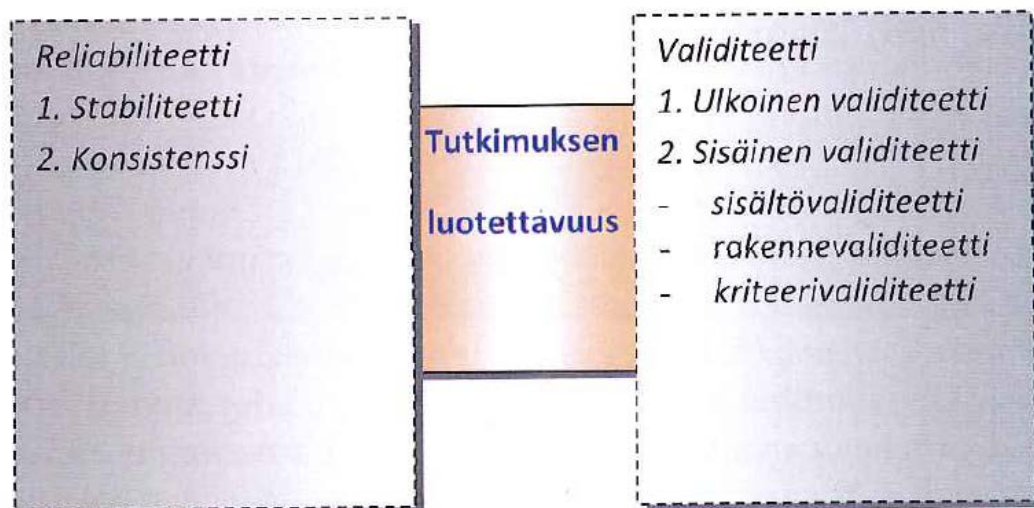 Reliabiliteetti
1. Stabiliteetti
2. Konsistenssi
Tutkimuksen
luotettavuus
Validiteetti
1. Ulkoinen validiteetti
2. Sisäinen validiteetti
- sisältövaliditeetti
- rakennevaliditeetti
- kriteerivaliditeetti